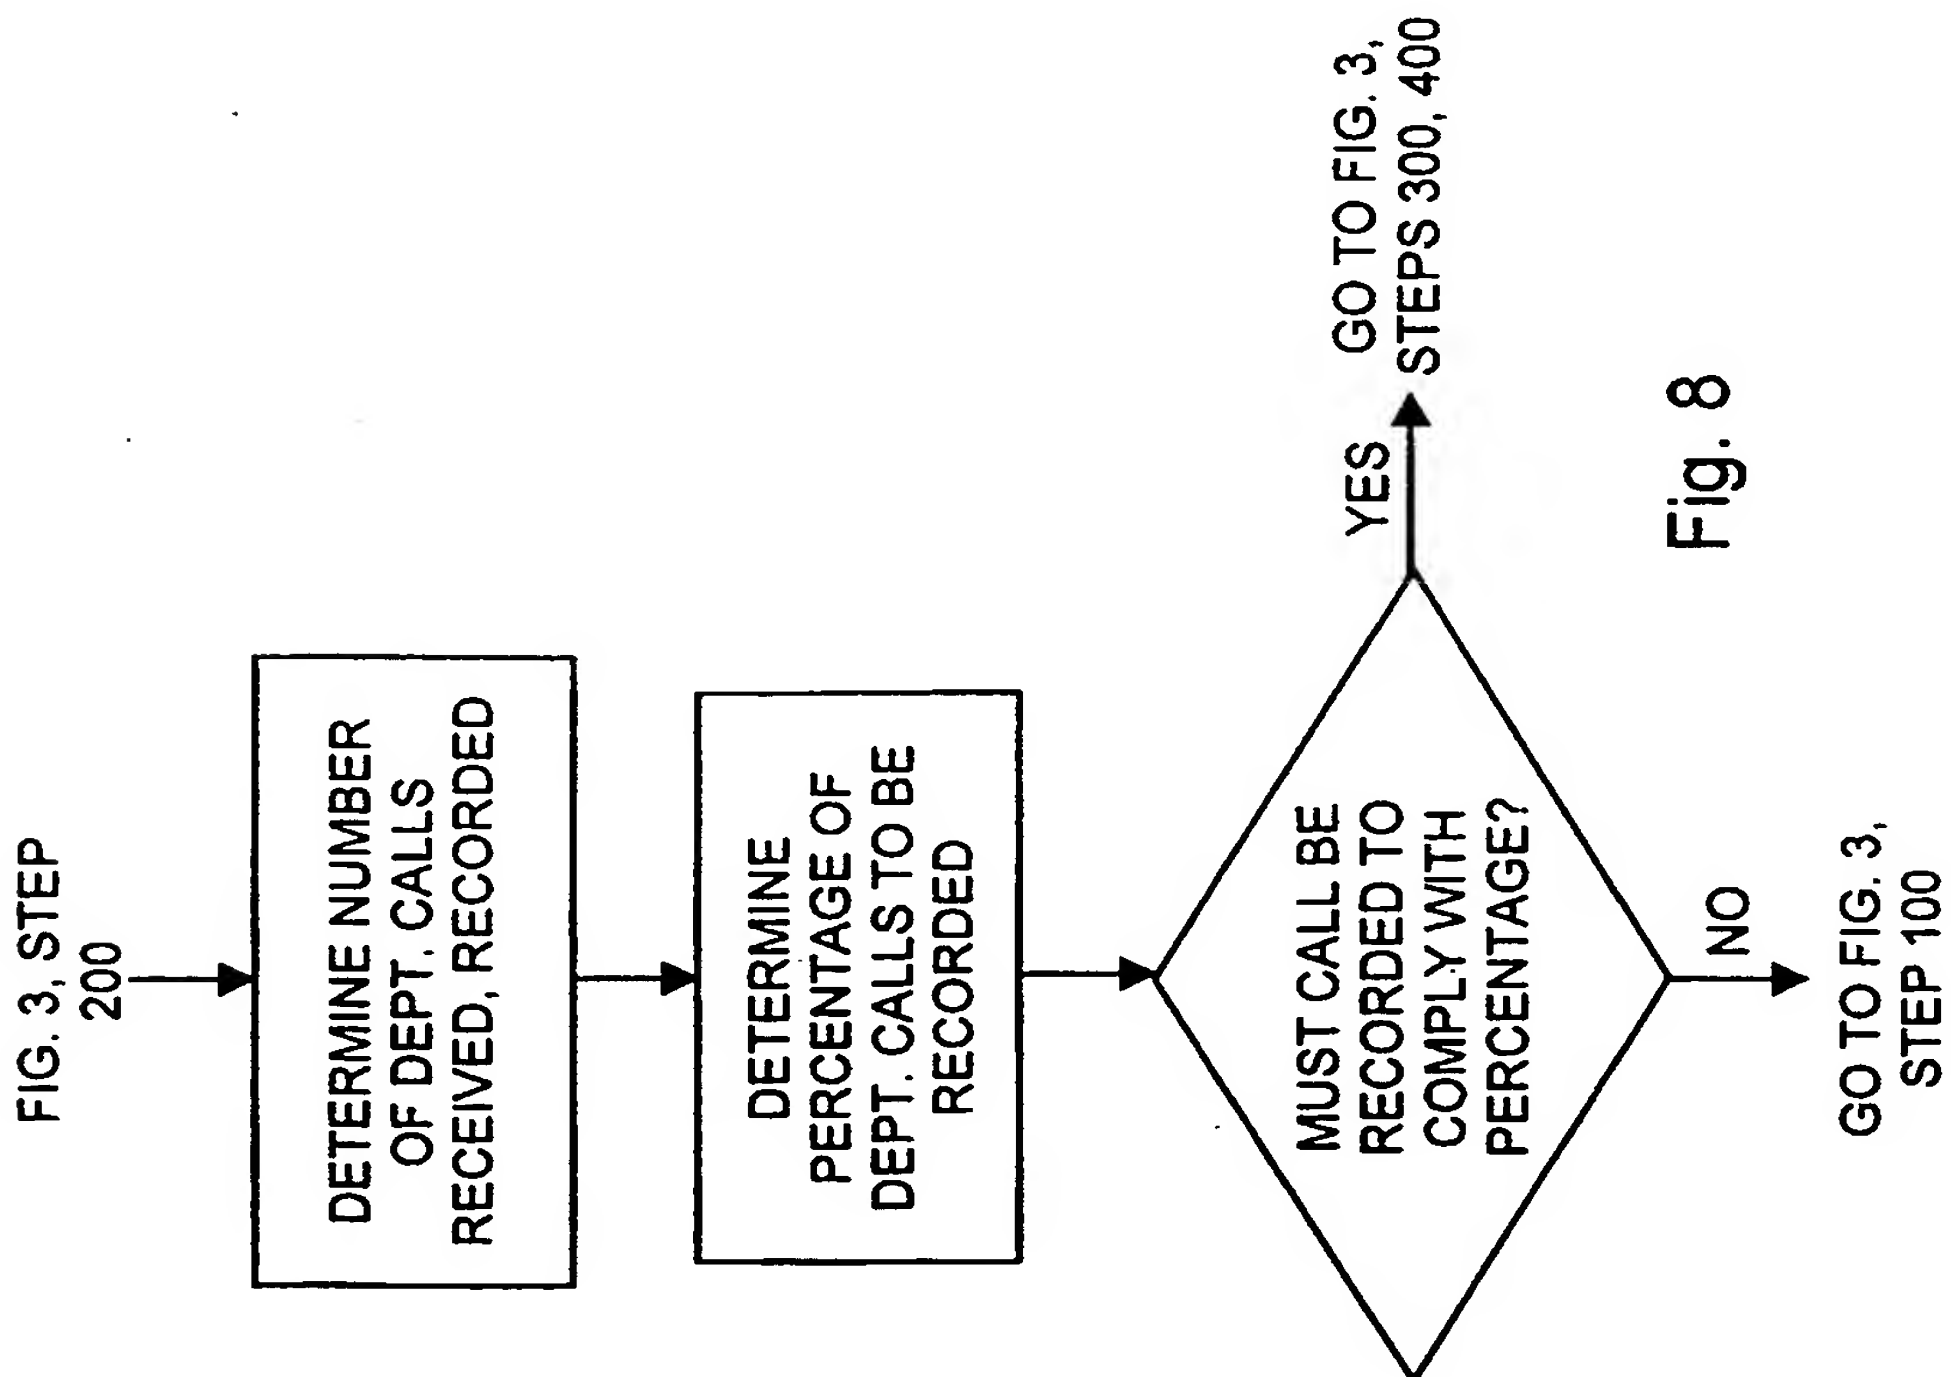 FIG. 3, STEP
200
DETERMINE NUMBER
OF DEPT. CALLS
RECEIVED, RECORDED
DETERMINE
PERCENTAGE OF
DEPT. CALLS TO BE
RECORDED
MUST CALL BE
RECORDED TO
COMPLY WITH
PERCENTAGE?
YES
GO TO FIG. 3,
STEPS 300, 400
NO
GO TO FIG. 3,
STEP 100
Fig. 8